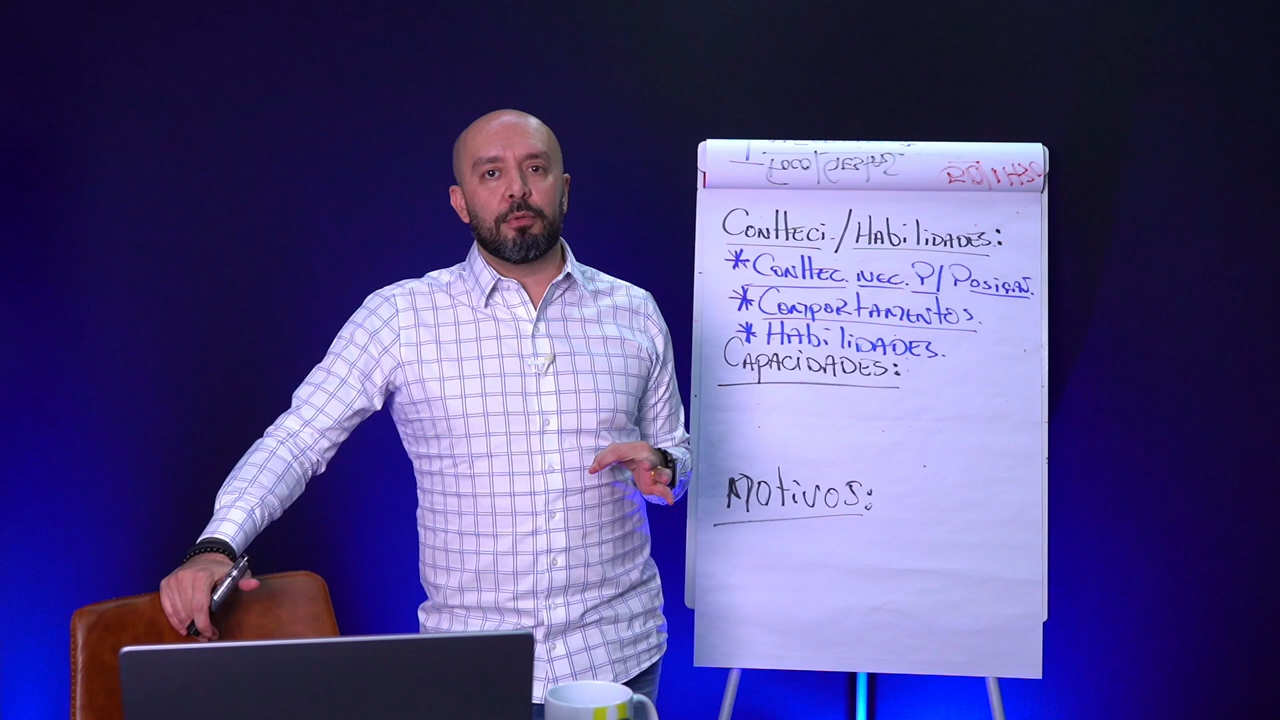 Conheci./Habilidades:
*Conhec. nec. p/ Posição.
*Comportamentos.
*Habilidades.
Capacidades:
Motivos: